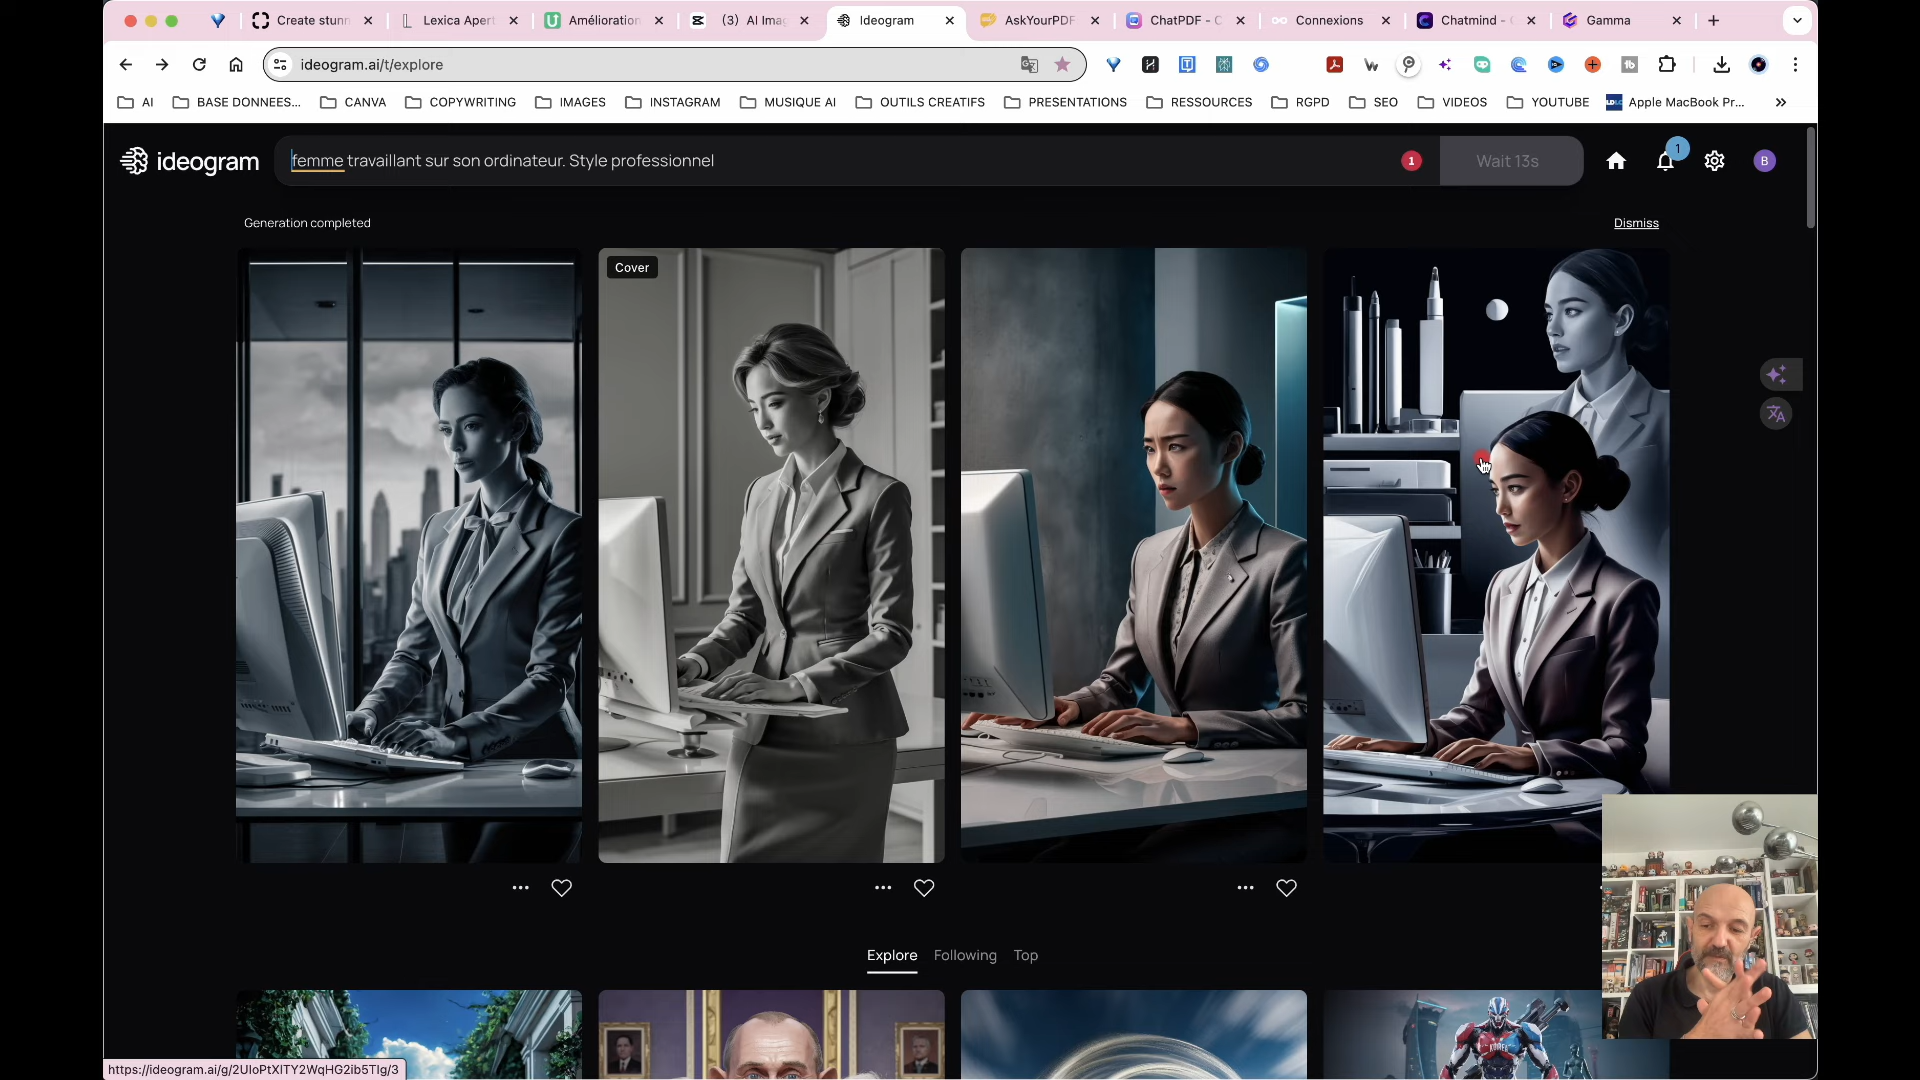 Create stunn
Lexica Apert
Amélioration
(3) AI Imag
Ideogram
AskYourPDF
ChatPDF - C
Connexions
Chatmind -
Gamma
ideogram.ai/t/explore
AI
BASE DONNEES...
CANVA
COPYWRITING
IMAGES
INSTAGRAM
MUSIQUE AI
OUTILS CREATIFS
PRESENTATIONS
RESSOURCES
RGPD
SEO
VIDEOS
YOUTUBE
Apple MacBook Pr...
ideogram
femme travaillant sur son ordinateur. Style professionnel
1
Wait 13s
1
B
Generation completed
Dismiss
Cover
Explore
Following
Top
https://ideogram.ai/g/2UIoPtXITY2WqHG2ib5TIg/3